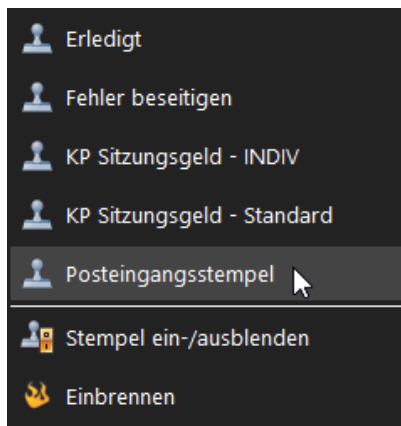 Erledigt
Fehler beseitigen
KP Sitzungsgeld - INDIV
KP Sitzungsgeld - Standard
Posteingangsstempel
Stempel ein-/ausblenden
Einbrennen